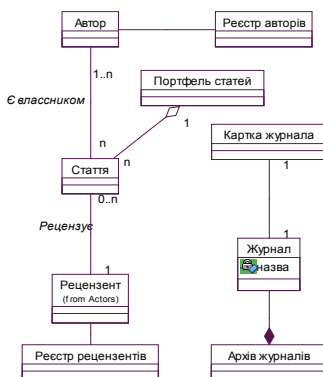 Автор
Реєстр авторів
1..n
Портфель статей
Є власcником
1
Картка журнала
n
n
Стаття
1
0..n
Рецензує
1
Журнал
назва
1
Рецензент
(from Actors)
Реєстр рецензентів
Архів журналів